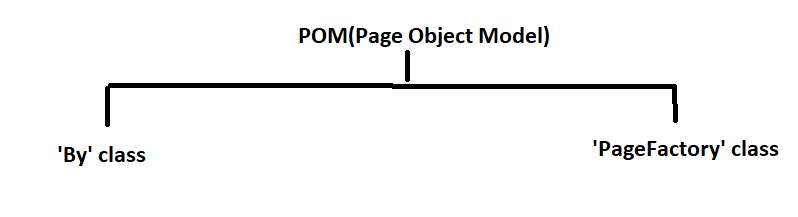 POM(Page Object Model)
'By' class
'PageFactory' class